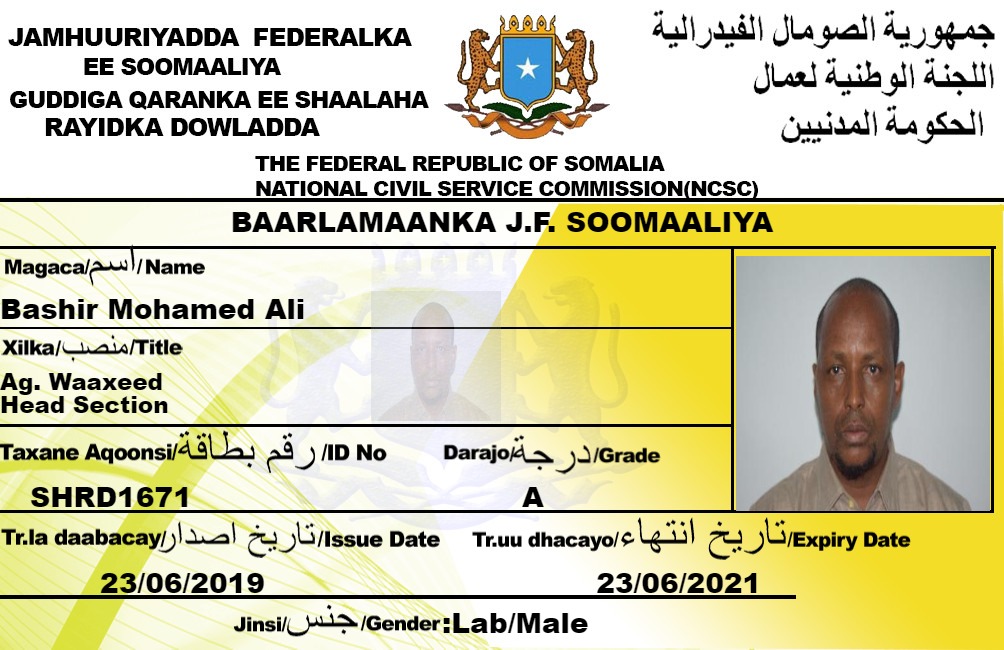 JAMHUURIYADDA FEDERALKA
EE SOOMAALIYA
GUDDIGA QARANKA EE SHAALAHA
RAYIDKA DOWLADDA
جمهورية الصومال الفيدرالية
اللجنة الوطنية لعمال
الحكومة المدنيين
THE FEDERAL REPUBLIC OF SOMALIA
NATIONAL CIVIL SERVICE COMMISSION(NCSC)
BAARLAMAANKA J.F. SOOMAALIYA
Magaca/اسم/Name
Bashir Mohamed Ali
Xilka/منصب/Title
Ag. Waaxeed
Head Section
Taxane Aqoonsi/رقم بطاقة/ID No
SHRD1671
Darajo/درجة/Grade
A
Tr.la daabacay/تاريخ اصدار/Issue Date
23/06/2019
Tr.uu dhacayo/تاريخ انتهاء/Expiry Date
23/06/2021
Jinsi/جنس/Gender:Lab/Male